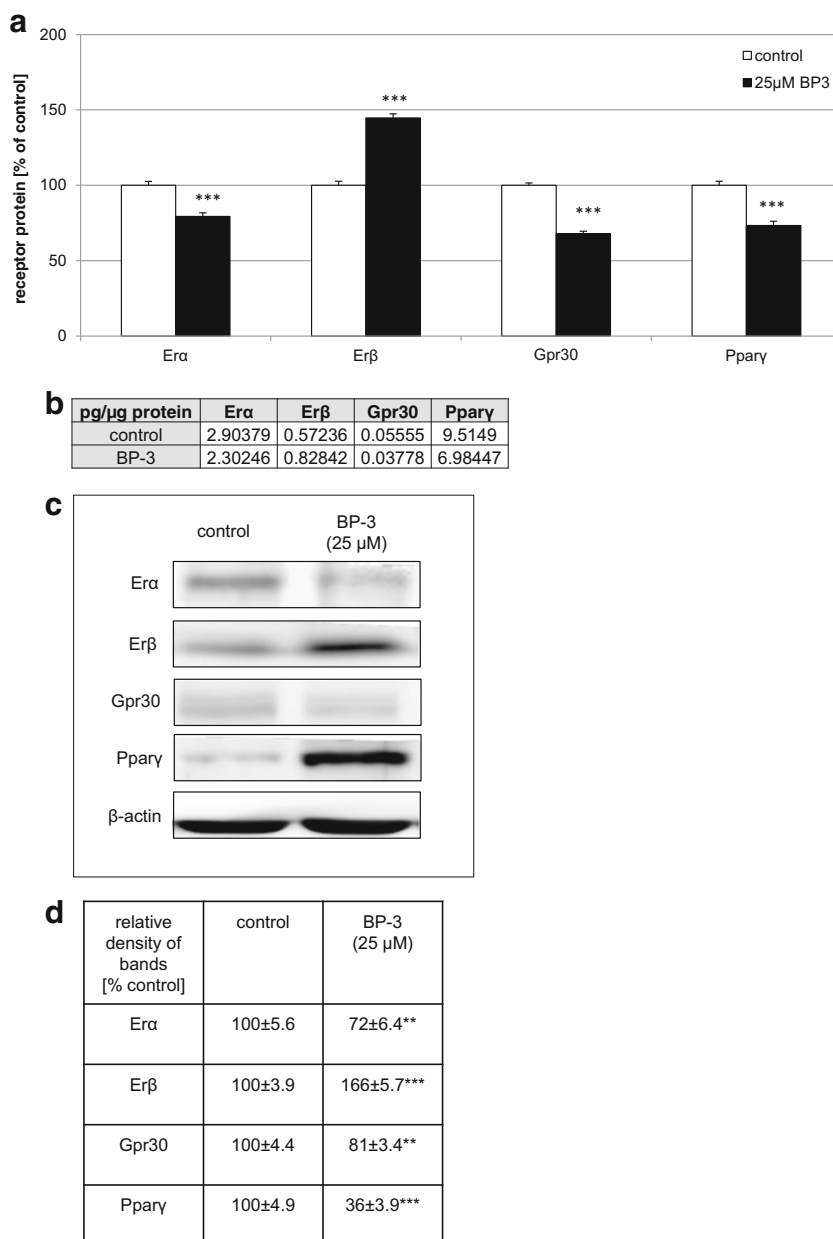 a
200
150
100
50
0
receptor protein [% of control]
control
25µM BP3
***
***
***
***
Erα
Erβ
Gpr30
Pparγ
b
pg/µg protein Erα Erβ Gpr30 Pparγ
control 2.90379 0.57236 0.05555 9.5149
BP-3 2.30246 0.82842 0.03778 6.98447
c
control
BP-3
(25 µM)
Erα
Erβ
Gpr30
Pparγ
β-actin
d
relative
density of
bands
[% control]
control
BP-3
(25 µM)
Erα 100±5.6 72±6.4**
Erβ 100±3.9 166±5.7***
Gpr30 100±4.4 81±3.4**
Pparγ 100±4.9 36±3.9***